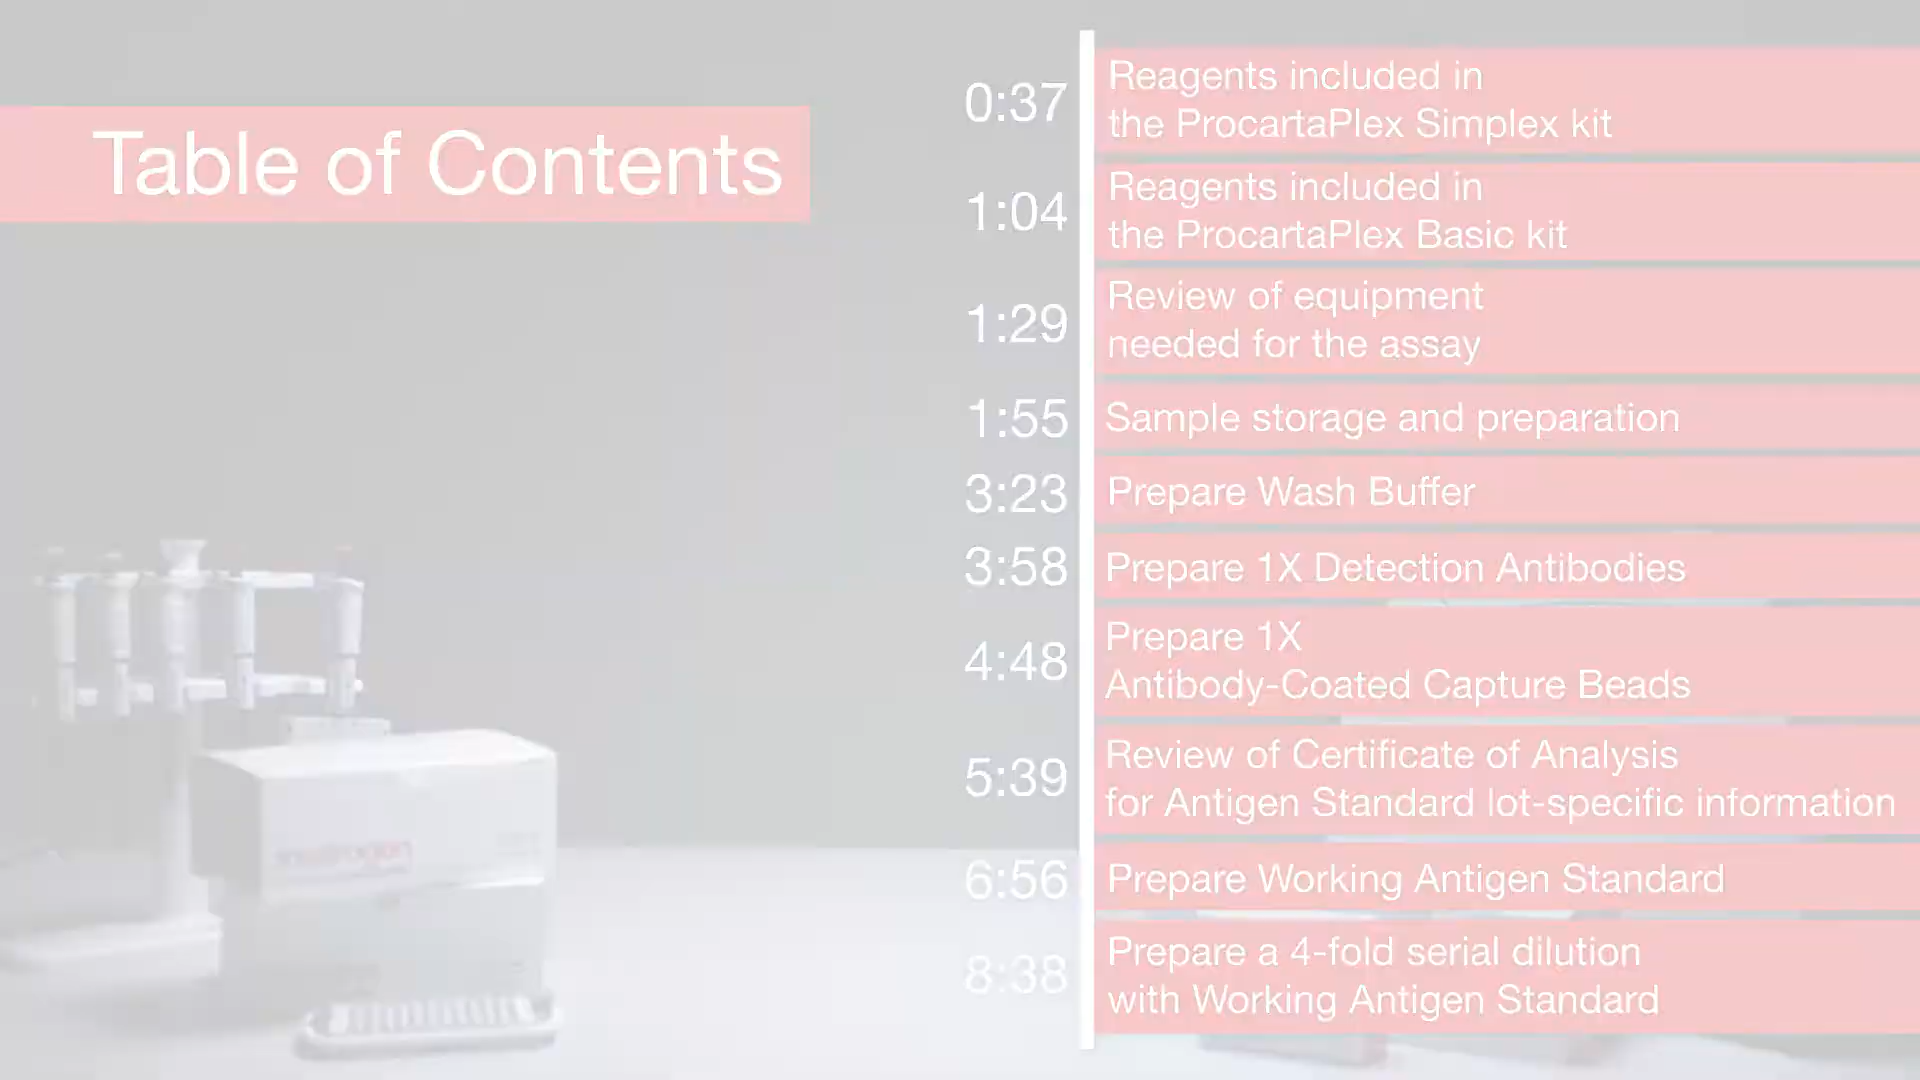 Table of Contents
0:37
Reagents included in
the ProcartaPlex Simplex kit
1:04
Reagents included in
the ProcartaPlex Basic kit
1:29
Review of equipment
needed for the assay
1:55
Sample storage and preparation
3:23
Prepare Wash Buffer
3:58
Prepare 1X Detection Antibodies
4:48
Prepare 1X
Antibody-Coated Capture Beads
5:39
Review of Certificate of Analysis
for Antigen Standard lot-specific information
6:56
Prepare Working Antigen Standard
8:38
Prepare a 4-fold serial dilution
with Working Antigen Standard